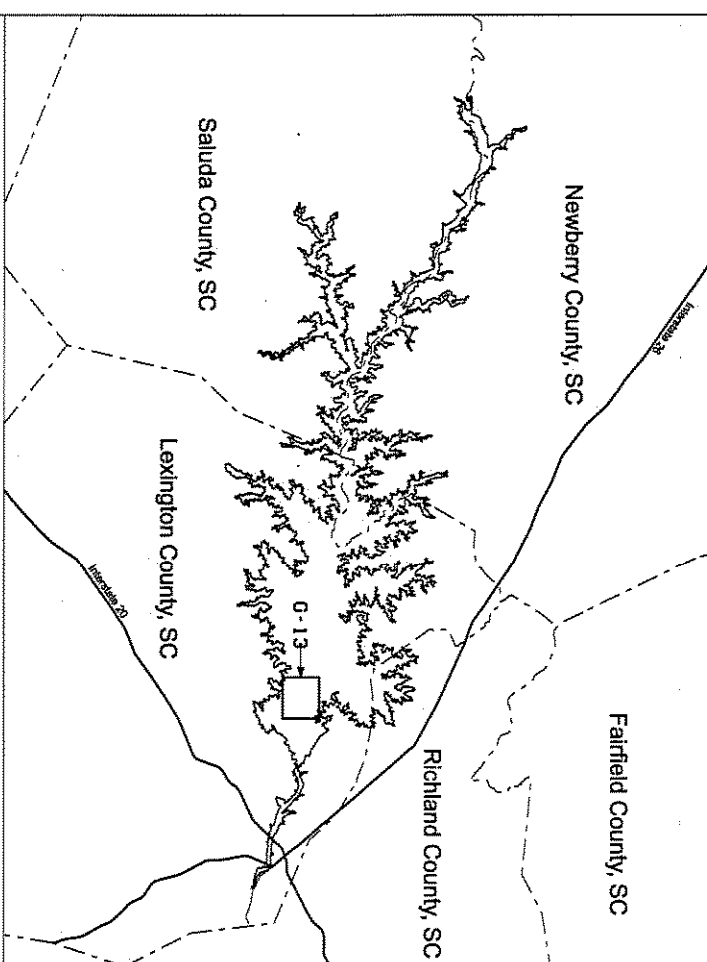 Newberry County, SC
Saluda County, SC
Interstate 26
Fairfield County, SC
Lexington County, SC
Interstate 20
G-13
Richland County, SC